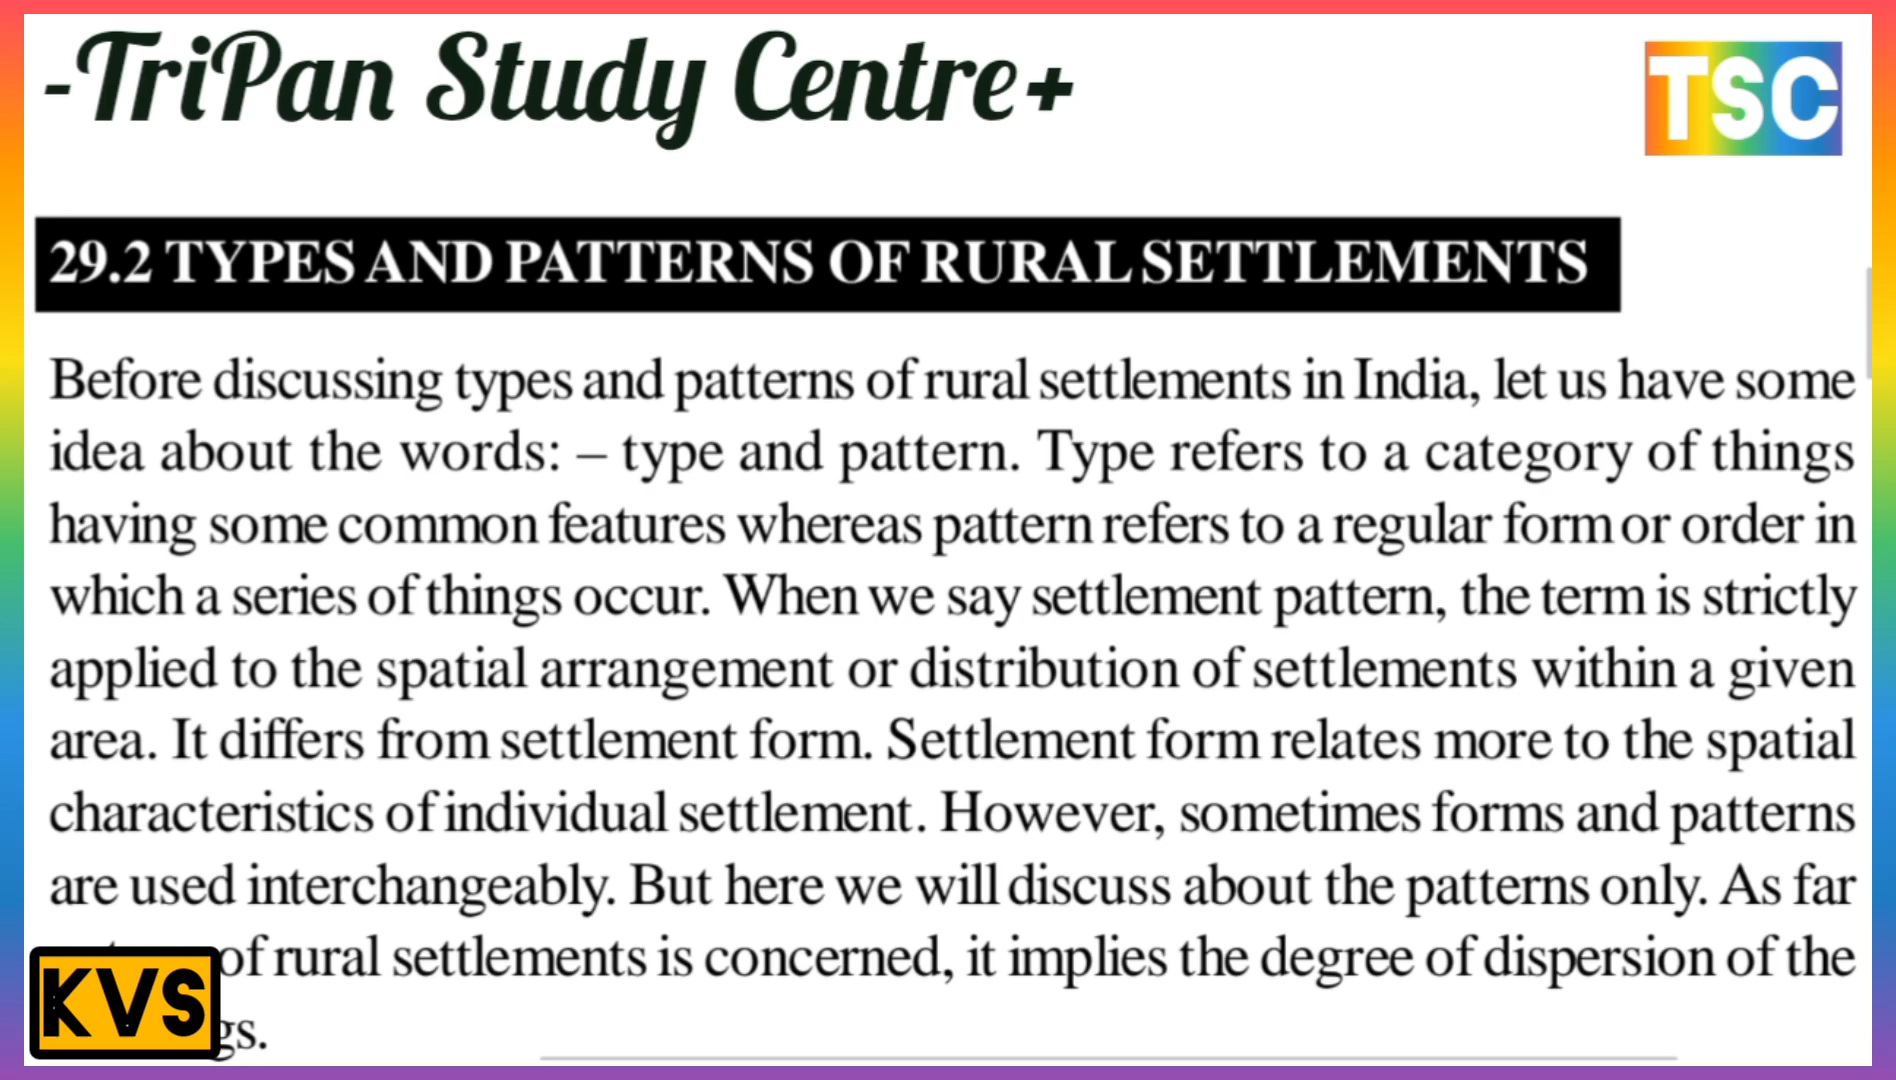 -TriPan Study Centre+
TSC
29.2 TYPES AND PATTERNS OF RURAL SETTLEMENTS
Before discussing types and patterns of rural settlements in India, let us have some
idea about the words: – type and pattern. Type refers to a category of things
having some common features whereas pattern refers to a regular form or order in
which a series of things occur. When we say settlement pattern, the term is strictly
applied to the spatial arrangement or distribution of settlements within a given
area. It differs from settlement form. Settlement form relates more to the spatial
characteristics of individual settlement. However, sometimes forms and patterns
are used interchangeably. But here we will discuss about the patterns only. As far
of rural settlements is concerned, it implies the degree of dispersion of the
KVS